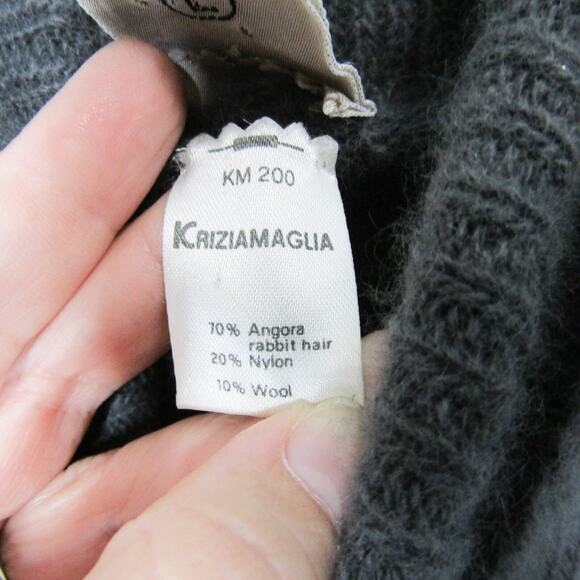 KM 200
KRIZIAMAGLIA
70% Angora
rabbit hair
20% Nylon
10% Wool